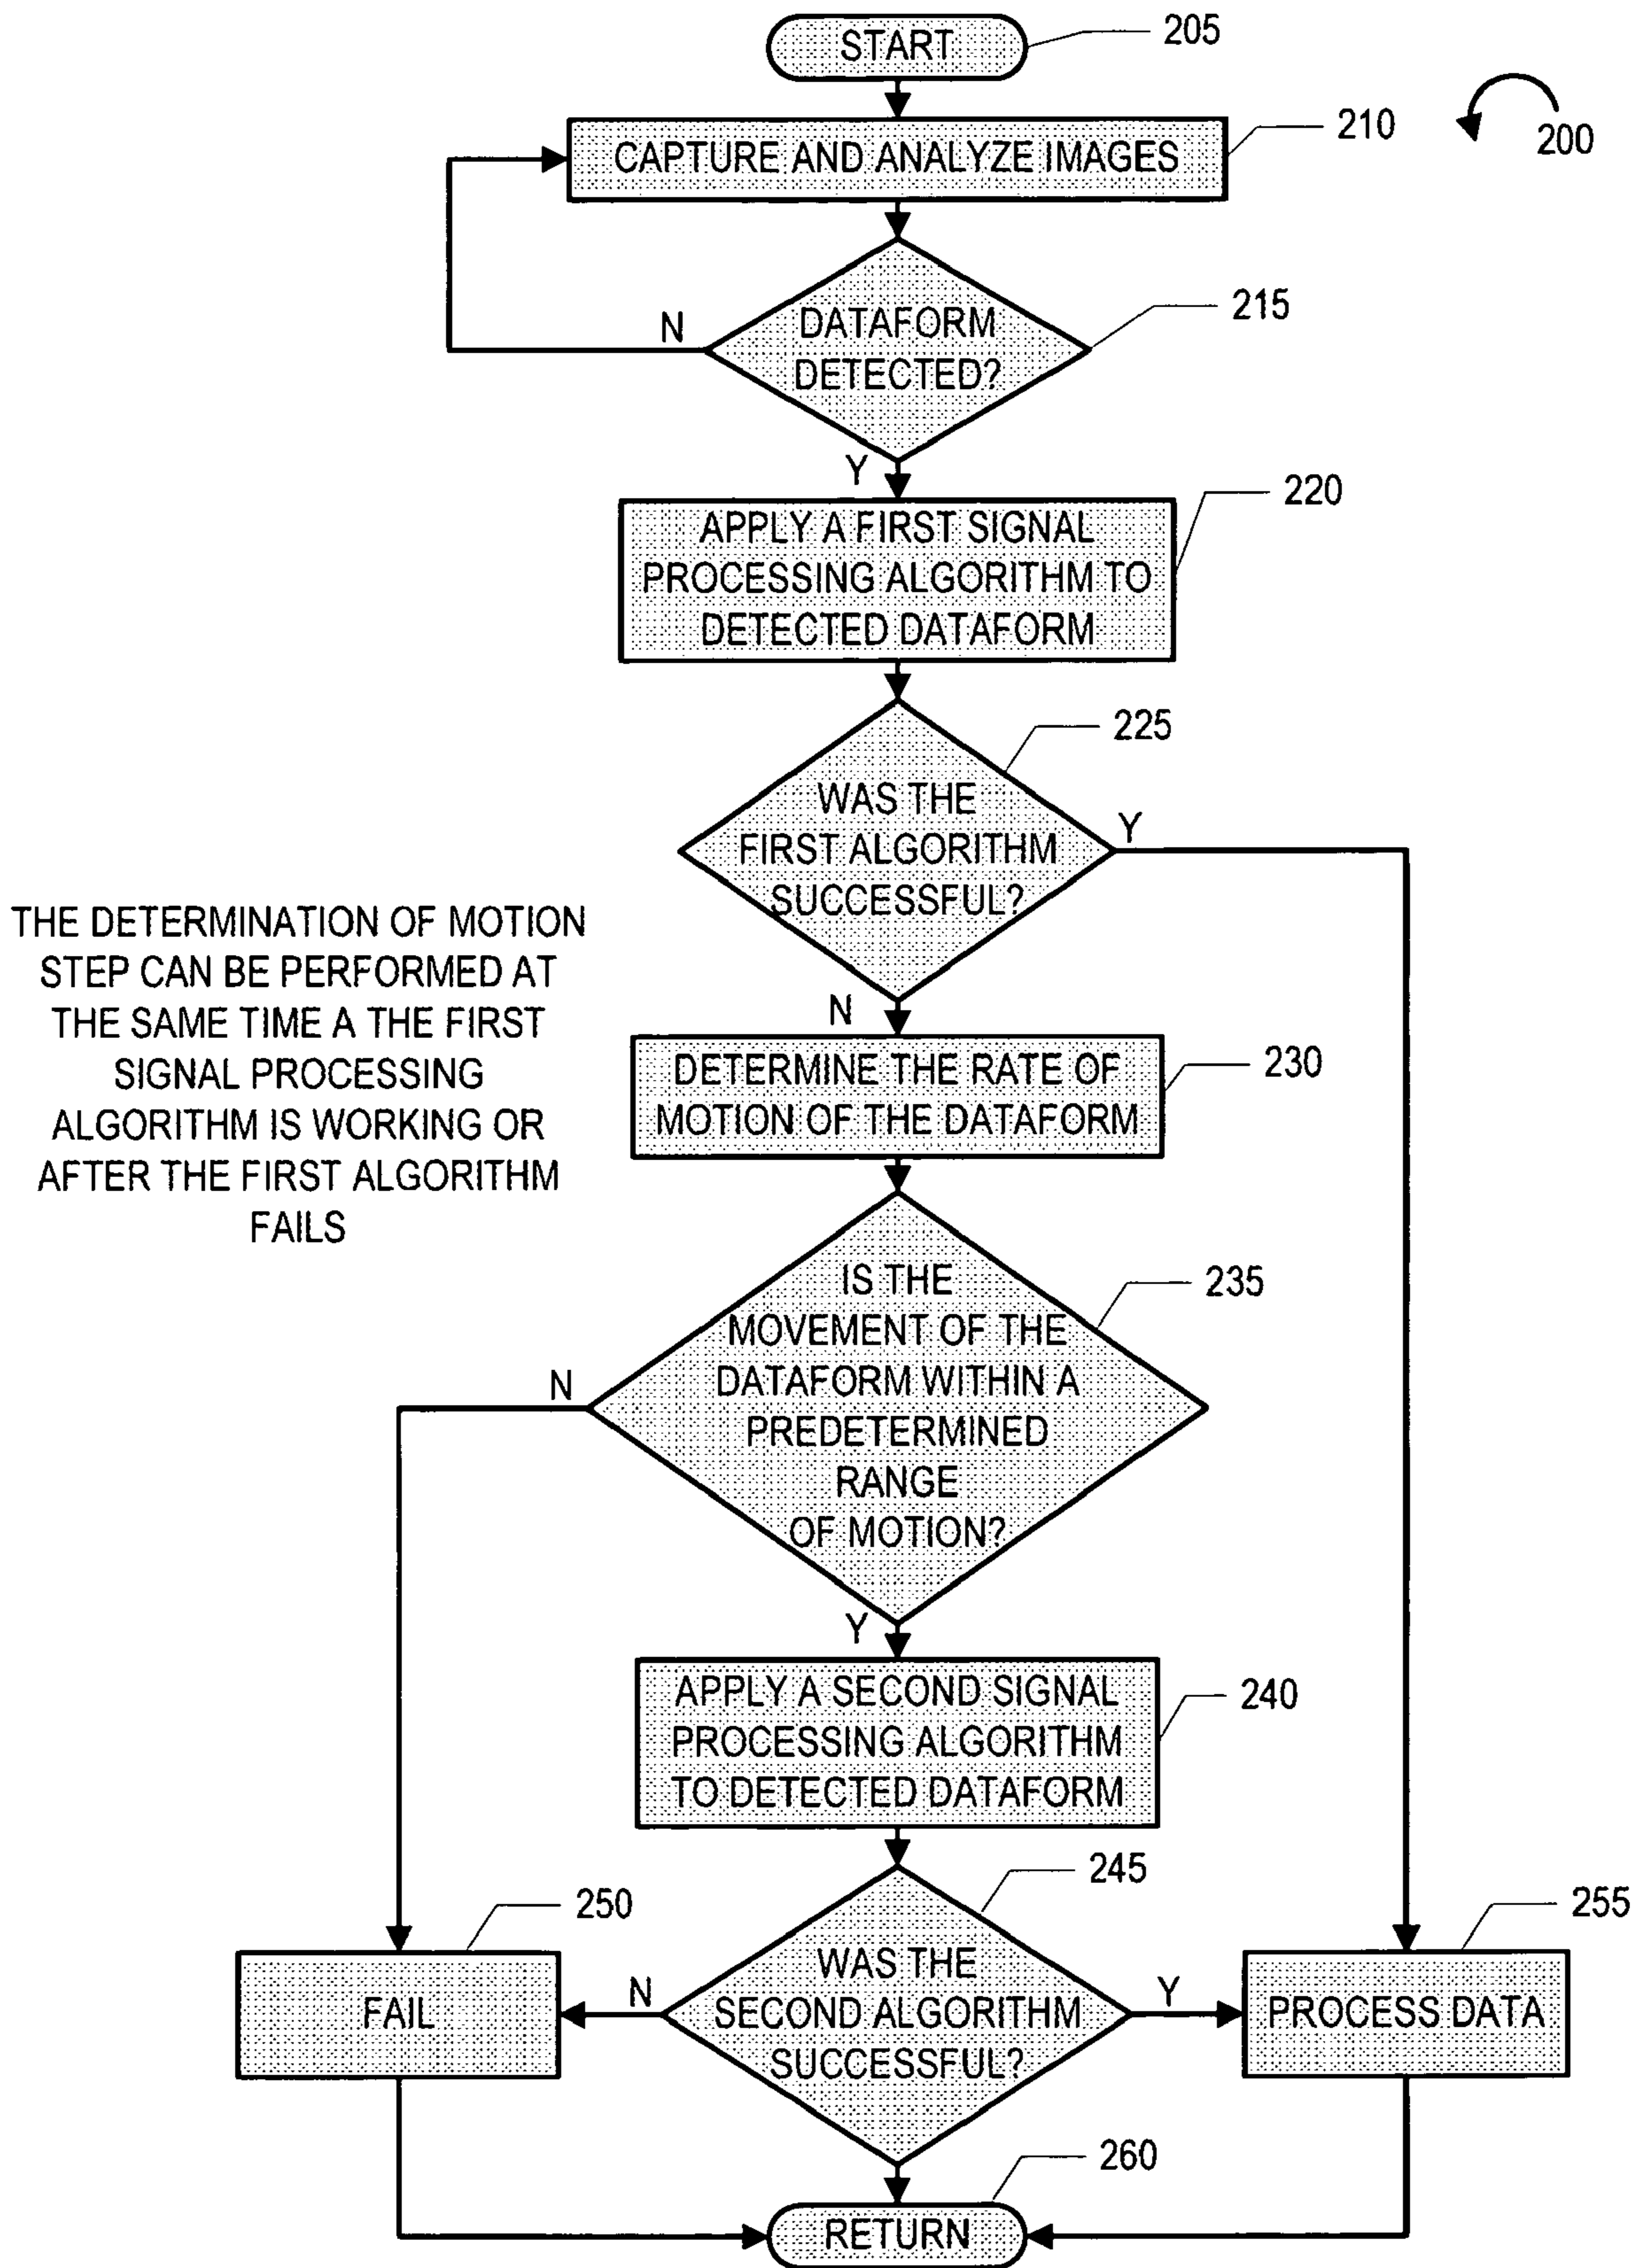 START
205
200
CAPTURE AND ANALYZE IMAGES
210
DATAFORM
DETECTED?
215
N
Y
APPLY A FIRST SIGNAL
PROCESSING ALGORITHM TO
DETECTED DATAFORM
220
WAS THE
FIRST ALGORITHM
SUCCESSFUL?
225
Y
N
THE DETERMINATION OF MOTION
STEP CAN BE PERFORMED AT
THE SAME TIME A THE FIRST
SIGNAL PROCESSING
ALGORITHM IS WORKING OR
AFTER THE FIRST ALGORITHM
FAILS
DETERMINE THE RATE OF
MOTION OF THE DATAFORM
230
IS THE
MOVEMENT OF THE
DATAFORM WITHIN A
PREDETERMINED
RANGE
OF MOTION?
235
N
Y
APPLY A SECOND SIGNAL
PROCESSING ALGORITHM
TO DETECTED DATAFORM
240
WAS THE
SECOND ALGORITHM
SUCCESSFUL?
245
N
Y
FAIL
250
PROCESS DATA
255
RETURN
260